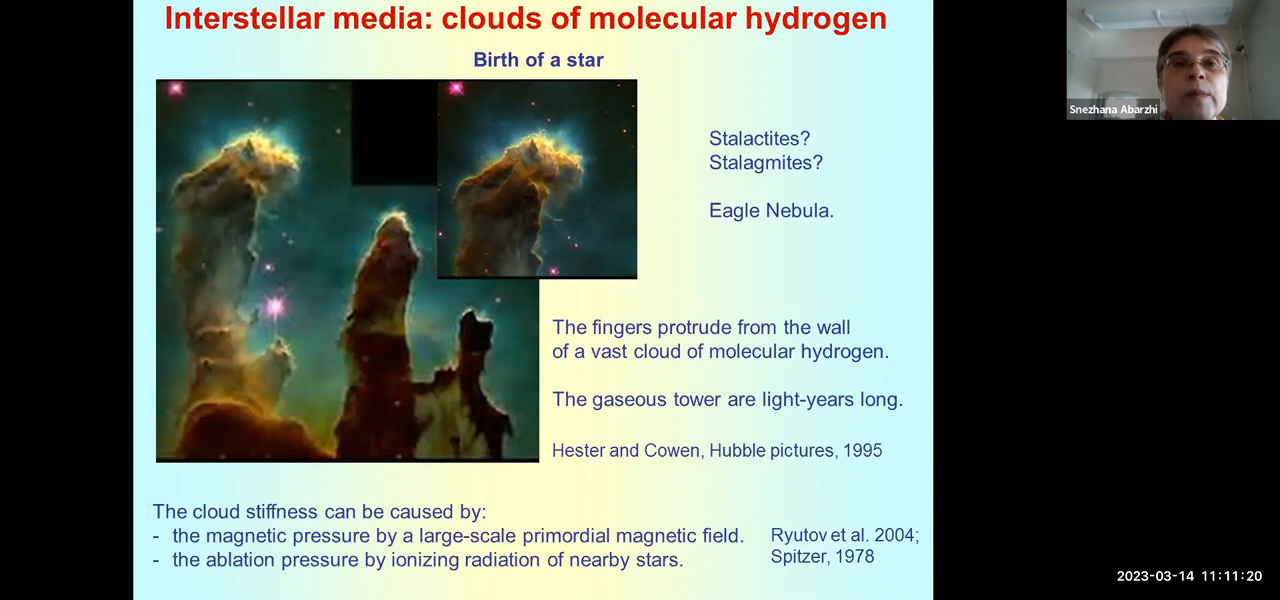 Interstellar media: clouds of molecular hydrogen
Birth of a star
Snezhana Abarzhi
Stalactites?
Stalagmites?
Eagle Nebula.
The fingers protrude from the wall
of a vast cloud of molecular hydrogen.
The gaseous tower are light-years long.
Hester and Cowen, Hubble pictures, 1995
The cloud stiffness can be caused by:
- the magnetic pressure by a large-scale primordial magnetic field.
- the ablation pressure by ionizing radiation of nearby stars.
Ryutov et al. 2004;
Spitzer, 1978
2023-03-14 11:11:20